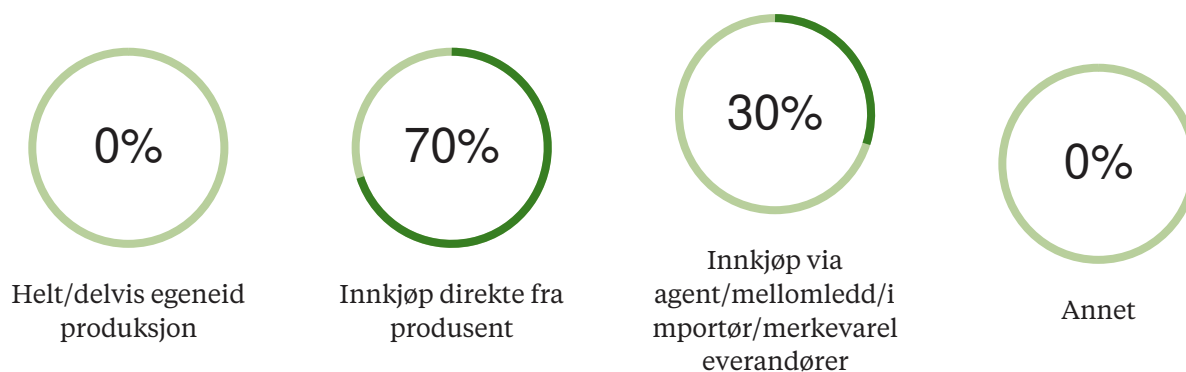 0%
Helt/delvis egeneid
produksjon
70%
Innkjøp direkte fra
produsent
30%
Innkjøp via
agent/mellomledd/i
mportør/merkevarel
everandører
0%
Annet